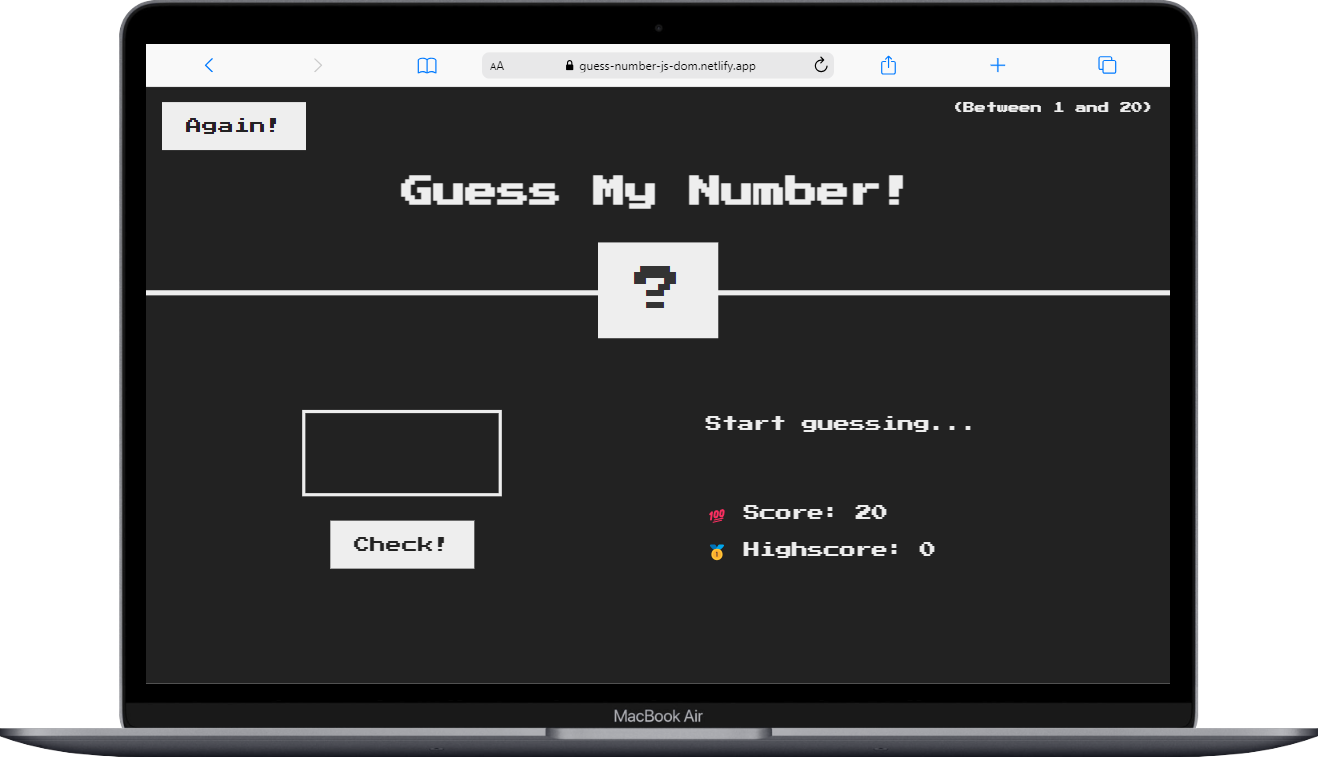 AA
guess-number-js-dom.netlify.app
Again!
(Between 1 and 20)
Guess My Number!
?
Start guessing...
Check!
💯 Score: 20
🥇 Highscore: 0
MacBook Air